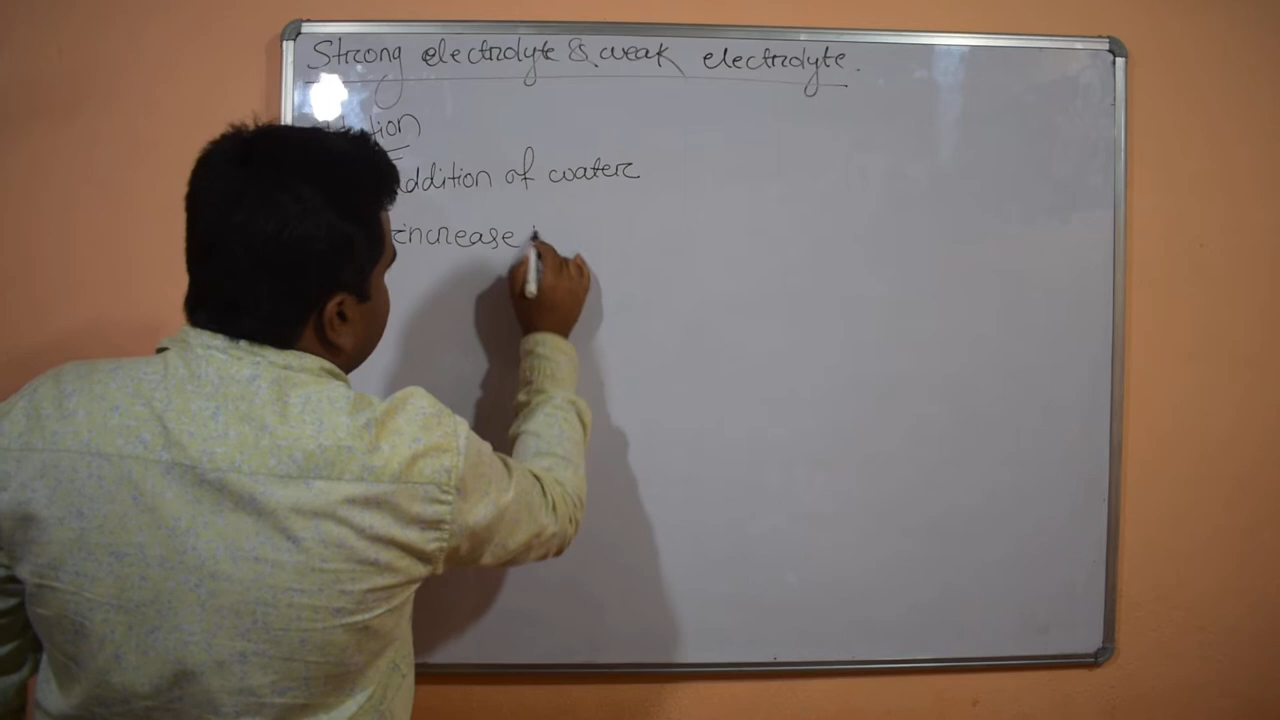 Strong electrolyte & weak electrolyte.
addition of water
increase